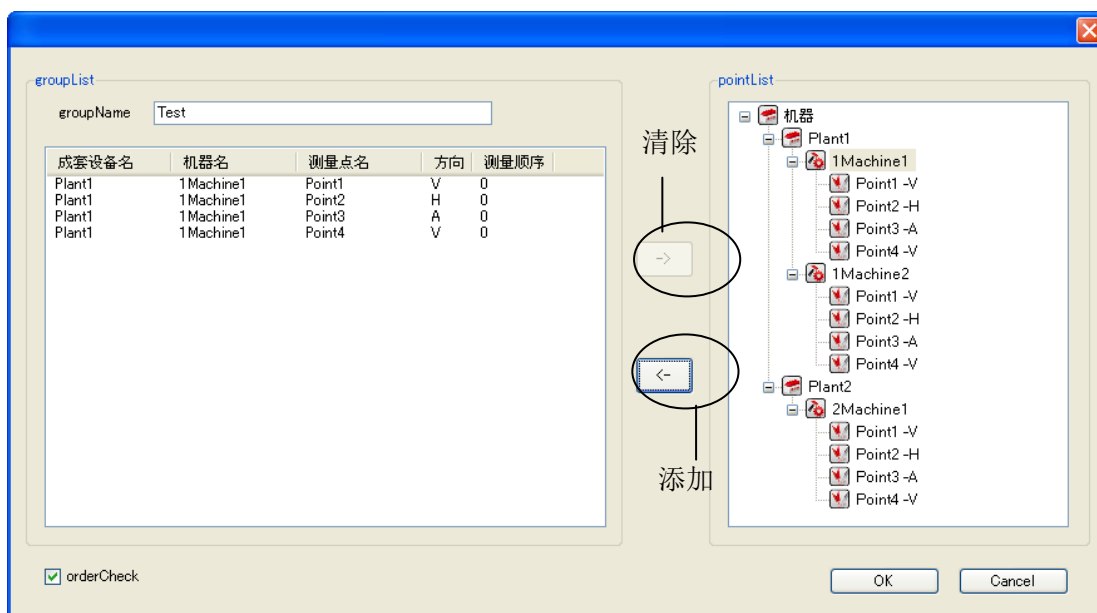 groupList
groupName Test
成套设备名 机器名 测量点名 方向 测量顺序
Plant1 1Machine1 Point1 V 0
Plant1 1Machine1 Point2 H 0
Plant1 1Machine1 Point3 A 0
Plant1 1Machine1 Point4 V 0
orderCheck
清除
->
<-
添加
pointList
机器
Plant1
1Machine1
Point1 -V
Point2 -H
Point3 -A
Point4 -V
1Machine2
Point1 -V
Point2 -H
Point3 -A
Point4 -V
Plant2
2Machine1
Point1 -V
Point2 -H
Point3 -A
Point4 -V
OK Cancel